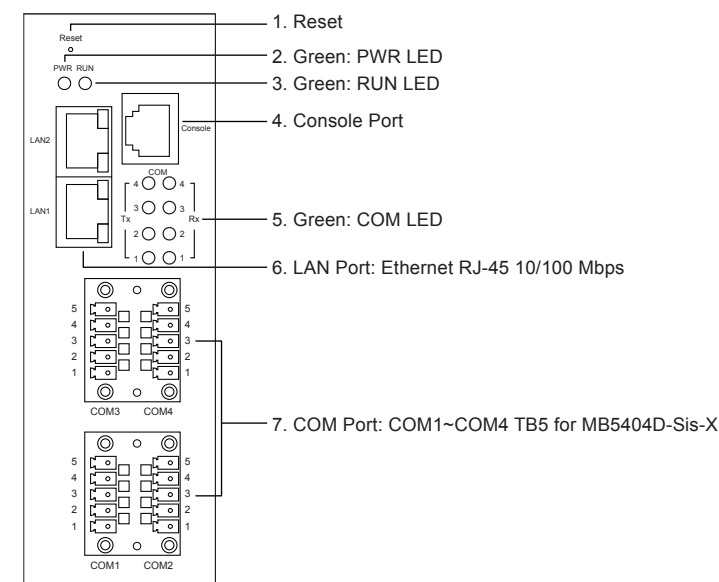 1. Reset
Reset
2. Green: PWR LED
PWR RUN
3. Green: RUN LED
4. Console Port
Console
LAN2
COM
4 4
LAN1
3 3
Tx Rx
5. Green: COM LED
2 2
1 1
6. LAN Port: Ethernet RJ-45 10/100 Mbps
5 5
4 4
3 3
2 2
1 1
COM3 COM4
7. COM Port: COM1~COM4 TB5 for MB5404D-Sis-X
5 5
4 4
3 3
2 2
1 1
COM1 COM2